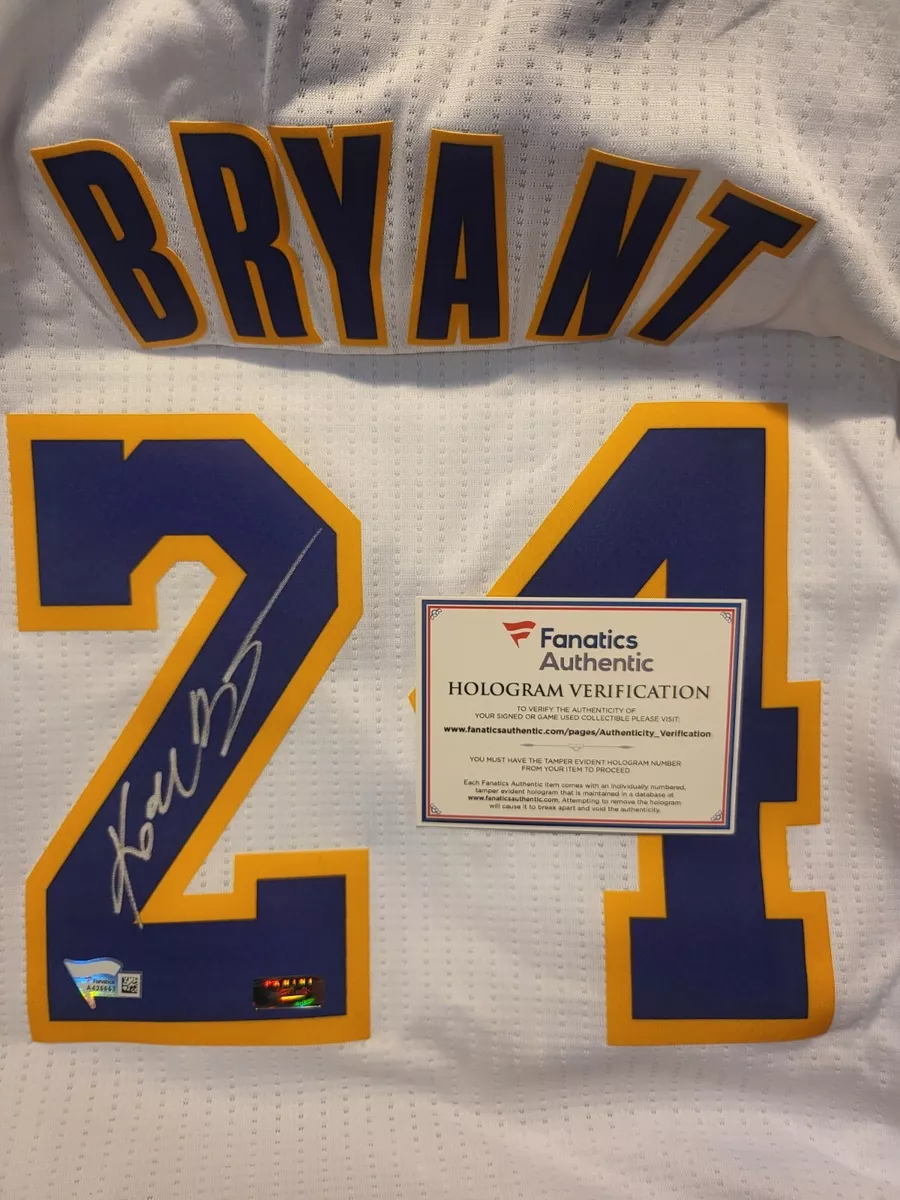 BRYANT
24
Fanatics
Authentic
HOLOGRAM VERIFICATION
TO VERIFY THE AUTHENTICITY OF
YOUR SIGNED OR GAME USED COLLECTIBLE PLEASE VISIT:
www.fanaticsauthentic.com/pages/Authenticity_Verification
YOU MUST HAVE THE TAMPER EVIDENT HOLOGRAM NUMBER
FROM YOUR ITEM TO PROCEED
Each Fanatics Authentic item comes with an individually numbered,
tamper evident hologram that is maintained in a database at
www.fanaticsauthentic.com. Attempting to remove the hologram
will cause it to break apart and void the authenticity.
Fanatics
PANINI